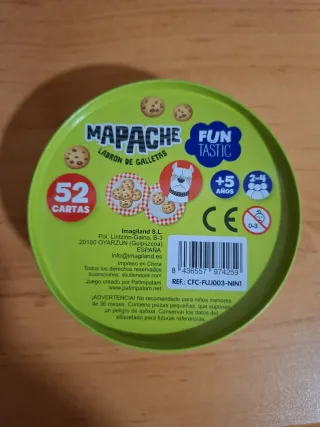 MAPACHE
LADRÓN DE GALLETAS
FUN
TASTIC
52
CARTAS
+5
AÑOS
2-4
0-3
CE
Imagiland S.L
Pol. Lintzirin-Gaina, B-3
20180 OYARZUN (Guipúzcoa)
ESPAÑA
info@imagiland.es
Impreso en China
Todos los derechos reservados
Ilustraciones: shutterstock.com
Juego creado por Patimpatam
www.patimpatam.net
8 436557 974259
REF: CFC-FUJ003-NIN1
¡ADVERTENCIA! No recomendado para niños menores
de 36 meses. Contiene piezas pequeñas, que suponen
un peligro de asfixia. Conservar los datos del
etiquetado para futuras referencias.